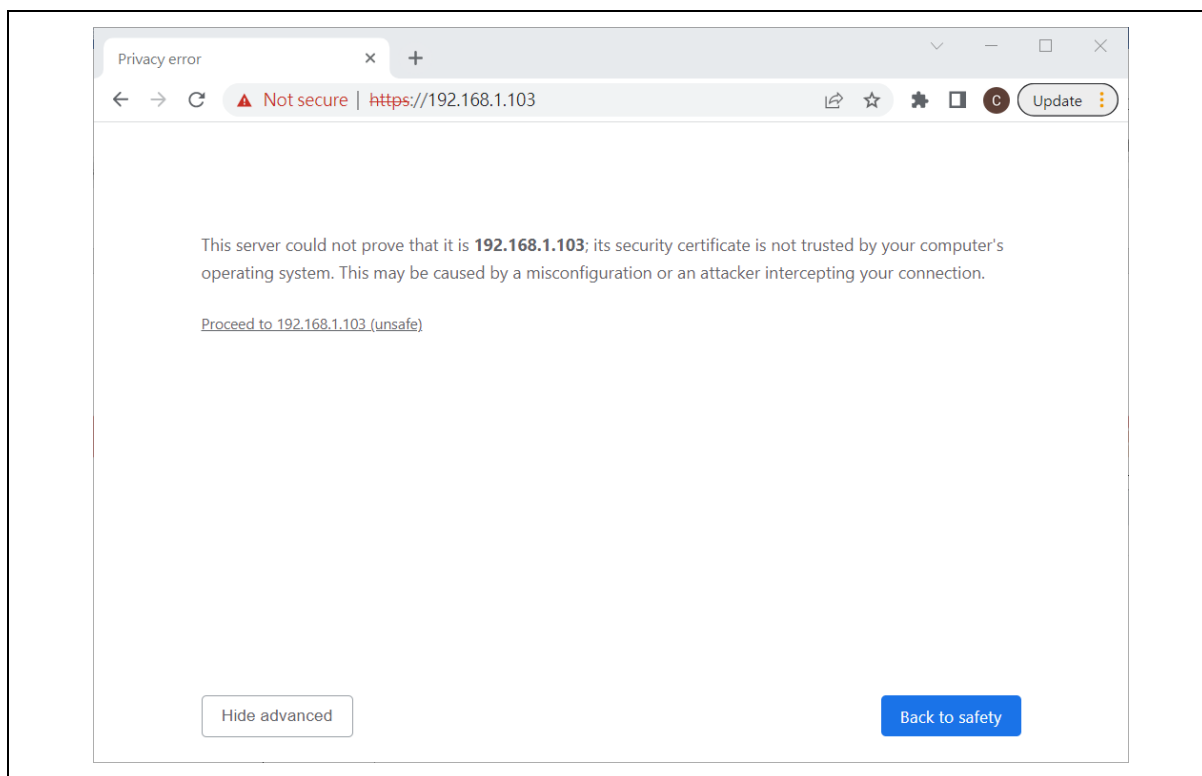 Privacy error
Not secure | https://192.168.1.103
C
Update
This server could not prove that it is 192.168.1.103; its security certificate is not trusted by your computer's
operating system. This may be caused by a misconfiguration or an attacker intercepting your connection.
Proceed to 192.168.1.103 (unsafe)
Hide advanced
Back to safety